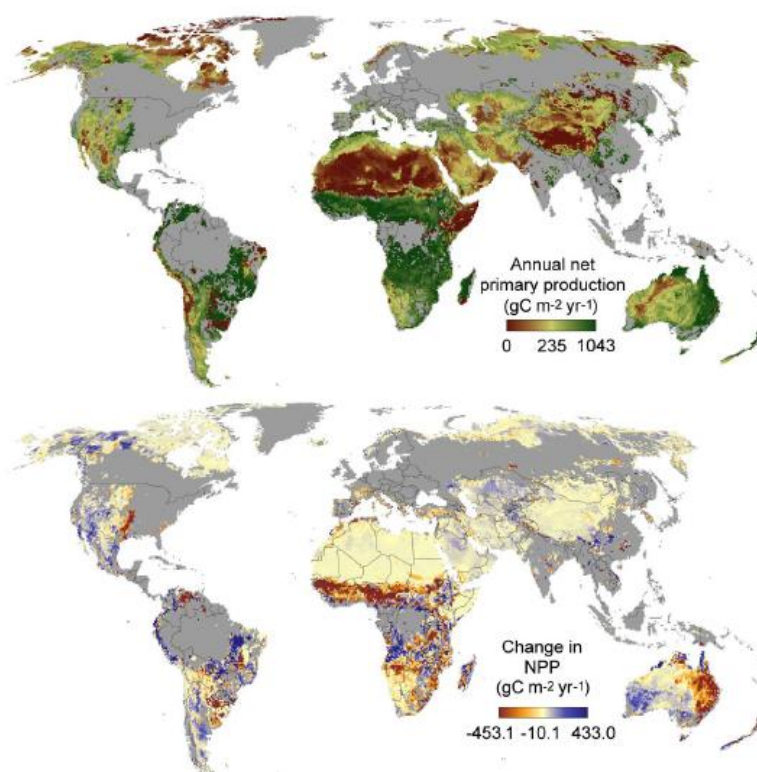 Annual net
primary production
(gC m-2 yr-1)
0 235 1043
Change in
NPP
(gC m-2 yr-1)
-453.1 -10.1 433.0